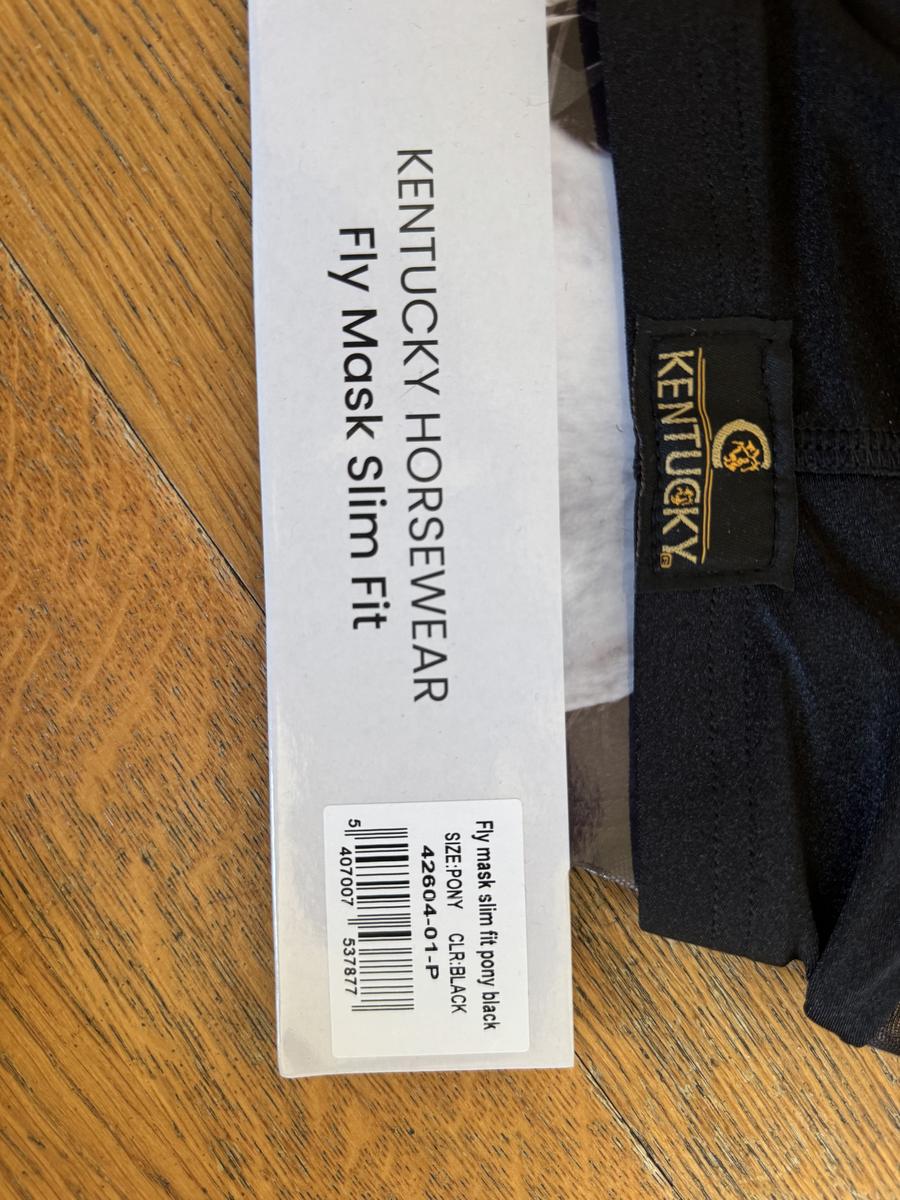 KENTUCKY HORSEWEAR
Fly Mask Slim Fit
KENTUCKY
Fly mask slim fit pony black
SIZE:PONY CLR:BLACK
42604-01-P
5 407007 537877